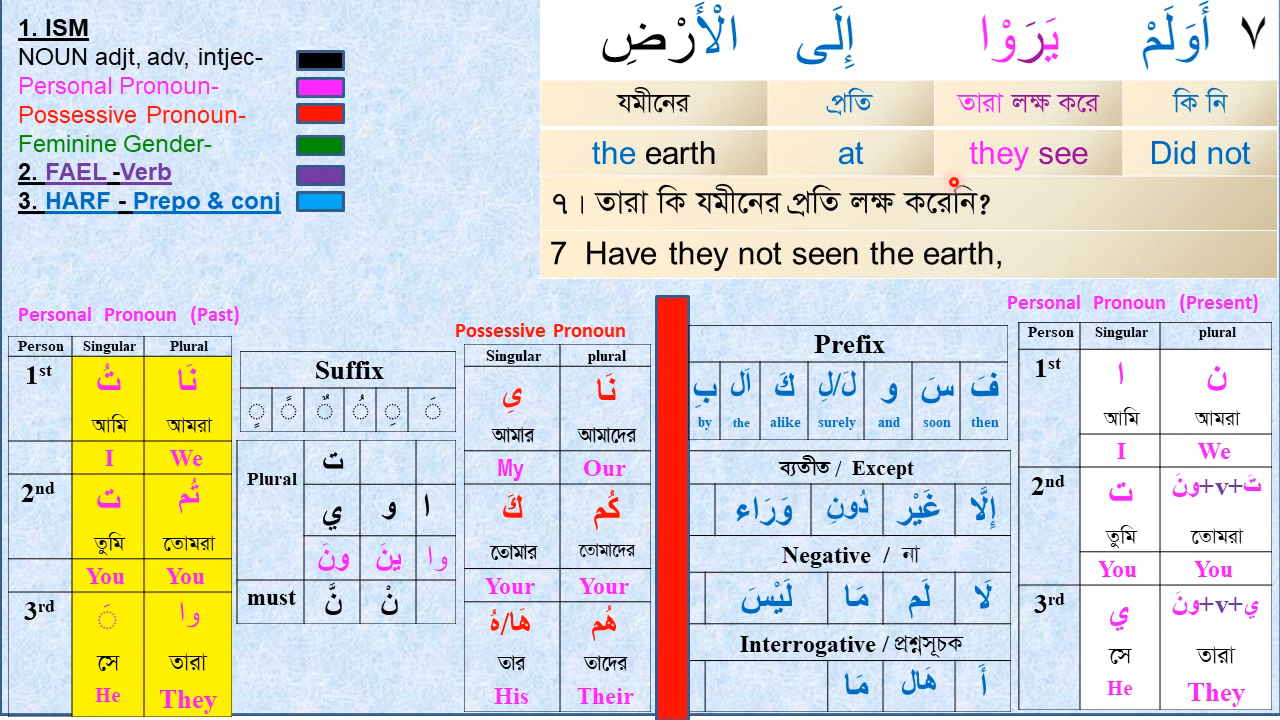 1. ISM
NOUN adjt, adv, intjec-
Personal Pronoun-
Possessive Pronoun-
Feminine Gender-
2. FAEL -Verb
3. HARF - Prepo & conj
٧ أَوَلَمْ يَرَوْا إِلَى الْأَرْضِ
যমীনের প্রতি তারা লক্ষ করে কি নি
the earth at they see Did not
৭। তারা কি যমীনের প্রতি লক্ষ করেনি?
7 Have they not seen the earth,
Personal Pronoun (Past)
Person Singular Plural
1st تُ نَا
আমি আমরা
I We
2nd ت تُم
তুমি তোমরা
You You
3rd َ وا
সে তারা
He They
Suffix
ٍ ً ٌ ُ ِ َ
Plural ت
ي و ا
ونَ ينَ وا
must نَّ نْ
Possessive Pronoun
Singular plural
يِ نَا
আমার আমাদের
My Our
كَ كُم
তোমার তোমাদের
Your Your
هَا/هُ هُم
তার তাদের
His Their
Prefix
بِ اَل كَ لَ/لِ و سَ فَ
by the alike surely and soon then
ব্যতীত / Except
وَرَاء دُونِ غَيْر إِلَّا
Negative / না
لَيْسَ مَا لَم لَا
Interrogative / প্রশ্নসূচক
مَا هَال أَ
Personal Pronoun (Present)
Person Singular plural
1st ا ن
আমি আমরা
I We
2nd ت تَ+v+ونَ
তুমি তোমরা
You You
3rd ي ي+v+ونَ
সে তারা
He They